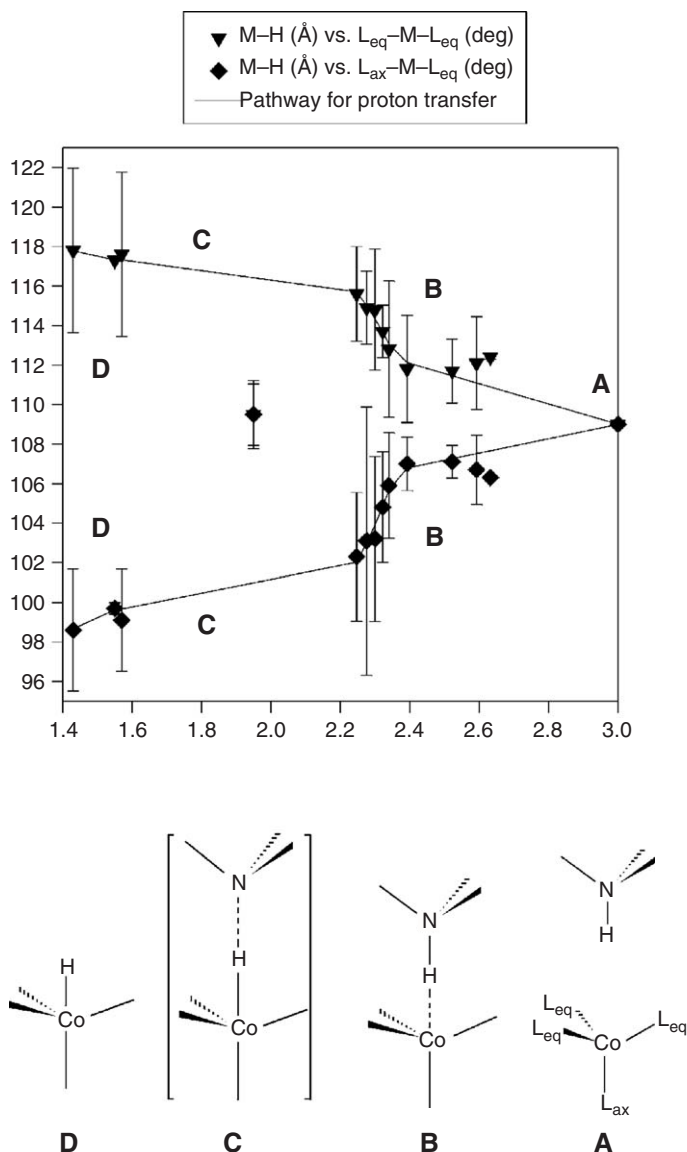 M–H (Å) vs. Leq–M–Leq (deg)
M–H (Å) vs. Lax–M–Leq (deg)
Pathway for proton transfer
122
120
118
116
114
112
110
108
106
104
102
100
98
96
C
B
D
A
D
B
C
1.4 1.6 1.8 2.0 2.2 2.4 2.6 2.8 3.0
N
H
Co
D
N
H
Co
C
N
H
Co
B
N
H
Leq
Leq
Leq
Co
Lax
A